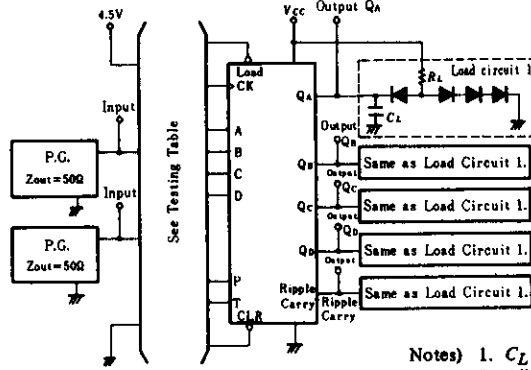 4.5V
Vcc
Output QA
Load circuit 1
RL
Load
CK
QA
CL
Input
Output
QB
P.G.
Zout=50Ω
See Testing Table
A
B
C
D
QB
Same as Load Circuit 1.
Output
QC
Input
QC
Same as Load Circuit 1.
Output
QD
P.G.
Zout=50Ω
QD
Same as Load Circuit 1.
Output
P
T
Ripple
Carry
Ripple
Carry
Same as Load Circuit 1.
CLR
Notes) 1. CL